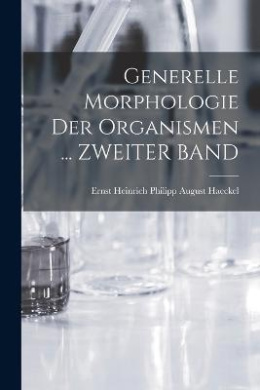 GENERELLE
MORPHOLOGIE
DER ORGANISMEN
... ZWEITER BAND
Ernst Heinrich Philipp August Haeckel